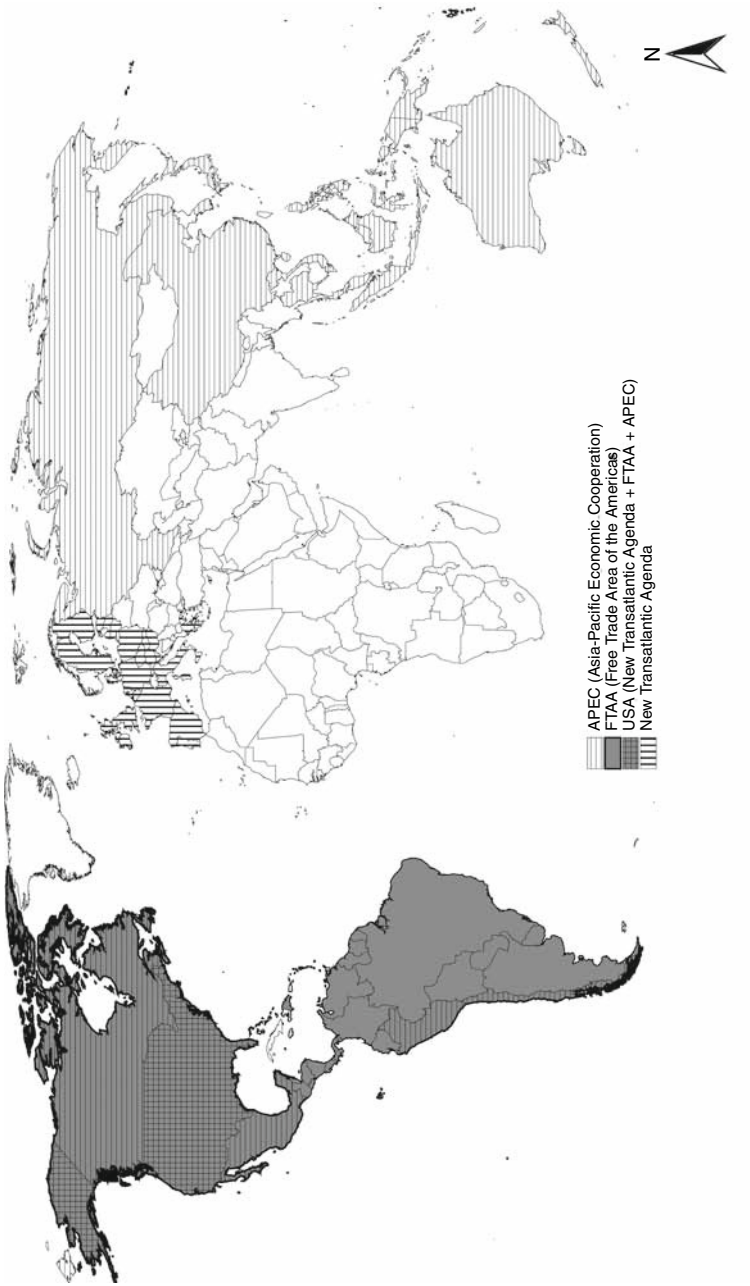 N
APEC (Asia-Pacific Economic Cooperation)
FTAA (Free Trade Area of the Americas)
USA (New Transatlantic Agenda + FTAA + APEC)
New Transatlantic Agenda